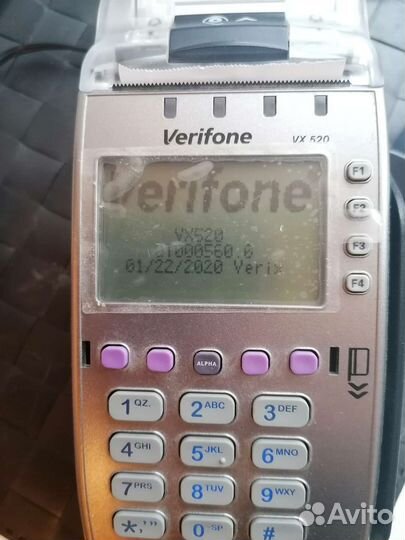 Verifone
VX 520
F1
Verifone
F2
VX520
F3
01/22/2020 Verix
F4
ALPHA
1 QZ.
2 ABC
3 DEF
4 GHI
5 JKL
6 MNO
7 PRS
8 TUV
9 WXY
*,'"
0 -SP
#
Avito